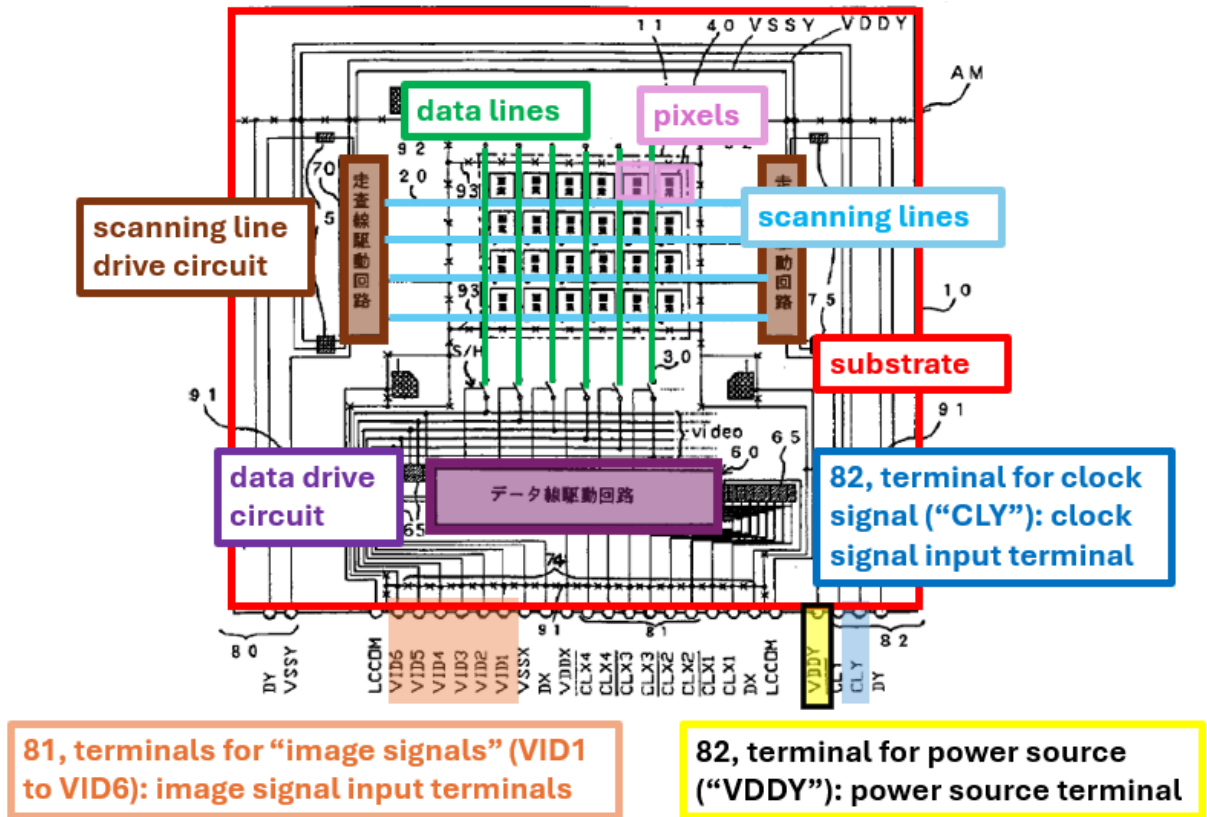 11 40 VSSY VDDY
AM
data lines
pixels
92
70
20
93
走査線駆動回路
走
動回路
5
scanning line
drive circuit
scanning lines
93
75
10
S/H
30
substrate
91
91
video
65
60
data drive
circuit
データ線駆動回路
65
82, terminal for clock
signal (“CLY”): clock
signal input terminal
74
80
91
81
82
DY
VSSY
LCCOM
VID6
VID5
VID4
VID3
VID2
VID1
VSSX
DX
VDDX
CLX4
CLX4
CLX3
CLX3
CLX2
CLX2
CLX1
CLX1
DX
LCCOM
VDDY
CLY
CLY
DY
81, terminals for “image signals” (VID1
to VID6): image signal input terminals
82, terminal for power source
(“VDDY”): power source terminal